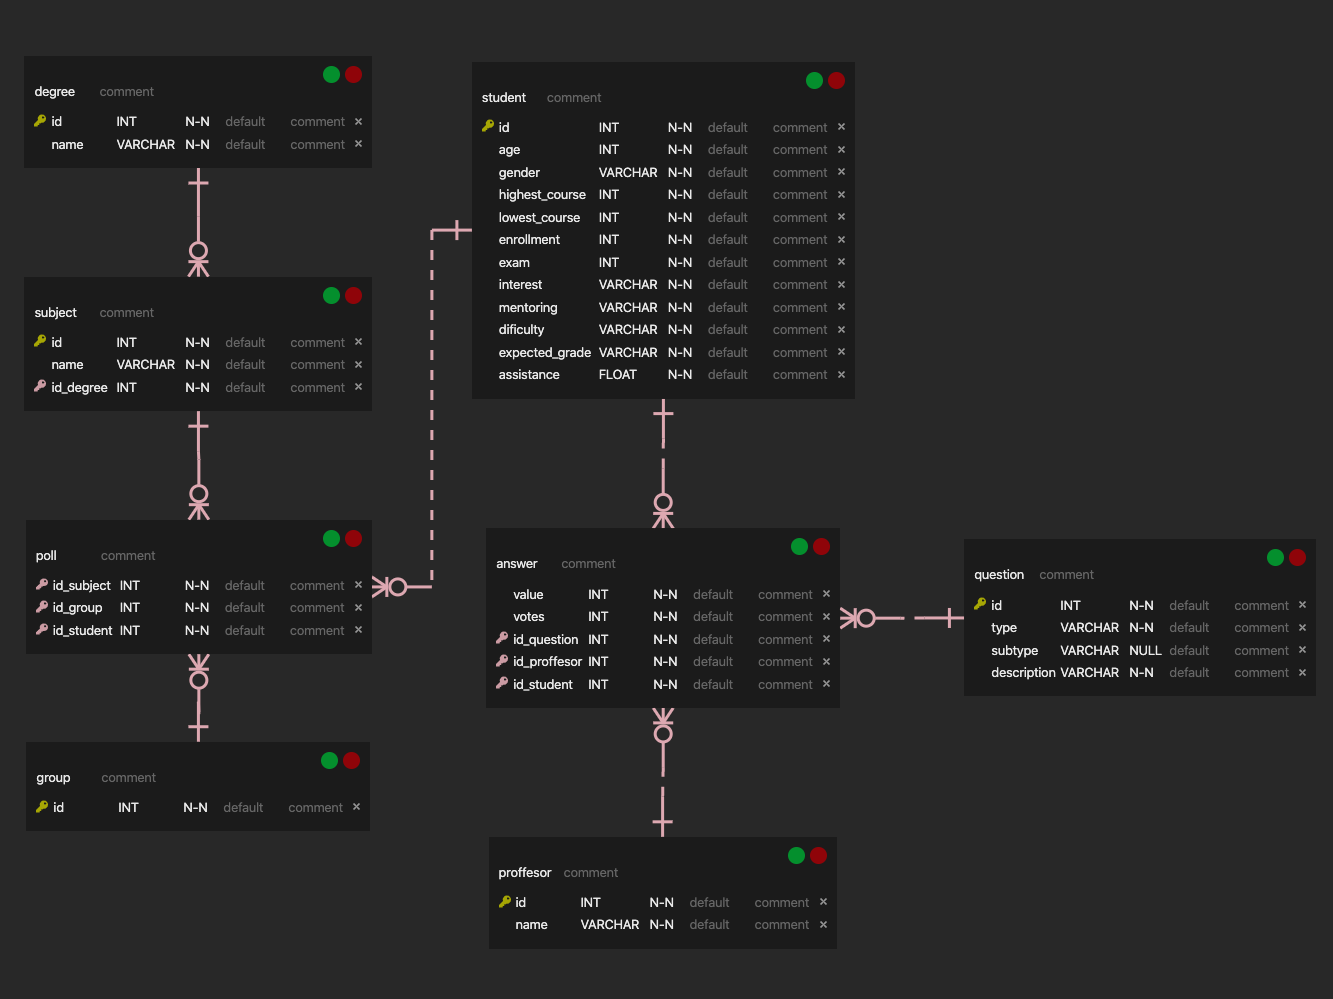 degree comment
id INT N-N default comment ×
name VARCHAR N-N default comment ×
subject comment
id INT N-N default comment ×
name VARCHAR N-N default comment ×
id_degree INT N-N default comment ×
poll comment
id_subject INT N-N default comment ×
id_group INT N-N default comment ×
id_student INT N-N default comment ×
group comment
id INT N-N default comment ×
student comment
id INT N-N default comment ×
age INT N-N default comment ×
gender VARCHAR N-N default comment ×
highest_course INT N-N default comment ×
lowest_course INT N-N default comment ×
enrollment INT N-N default comment ×
exam INT N-N default comment ×
interest VARCHAR N-N default comment ×
mentoring VARCHAR N-N default comment ×
dificulty VARCHAR N-N default comment ×
expected_grade VARCHAR N-N default comment ×
assistance FLOAT N-N default comment ×
answer comment
value INT N-N default comment ×
votes INT N-N default comment ×
id_question INT N-N default comment ×
id_proffesor INT N-N default comment ×
id_student INT N-N default comment ×
proffesor comment
id INT N-N default comment ×
name VARCHAR N-N default comment ×
question comment
id INT N-N default comment ×
type VARCHAR N-N default comment ×
subtype VARCHAR NULL default comment ×
description VARCHAR N-N default comment ×